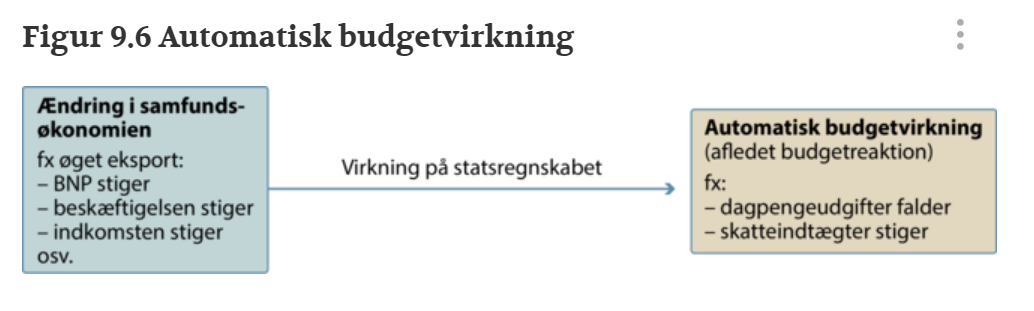 Figur 9.6 Automatisk budgetvirkning
Ændring i samfunds-
økonomien
fx øget eksport:
– BNP stiger
– beskæftigelsen stiger
– indkomsten stiger
osv.
Virkning på statsregnskabet
Automatisk budgetvirkning
(afledet budgetreaktion)
fx:
– dagpengeudgifter falder
– skatteindtægter stiger